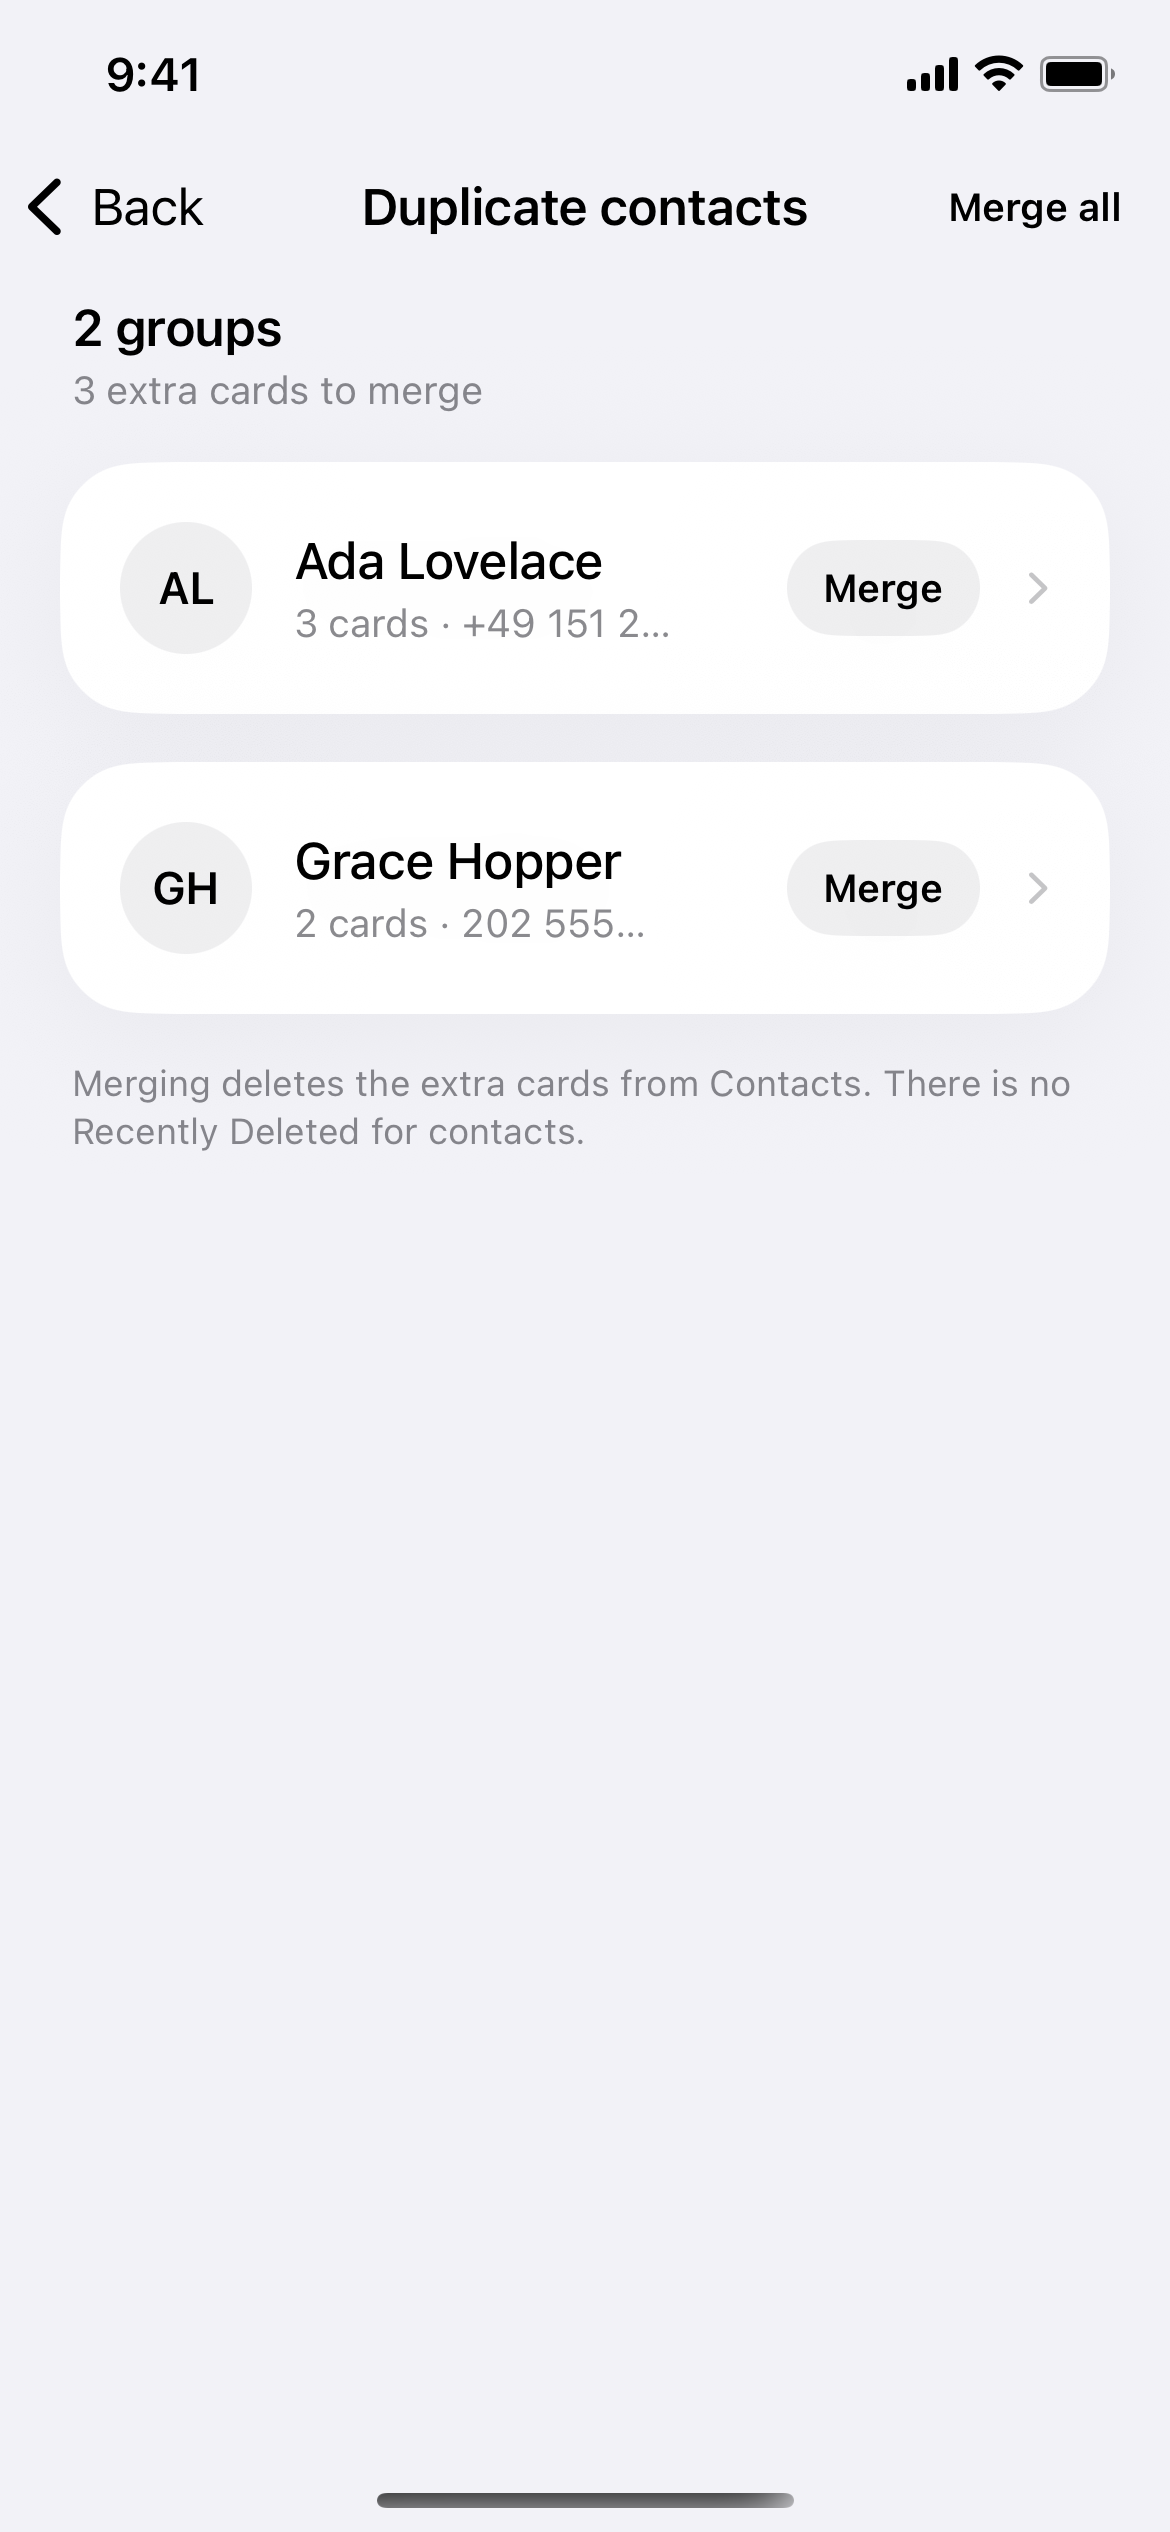 9:41
Back
Duplicate contacts
Merge all
2 groups
3 extra cards to merge
AL
Ada Lovelace
3 cards · +49 151 2...
Merge
GH
Grace Hopper
2 cards · 202 555...
Merge
Merging deletes the extra cards from Contacts. There is no
Recently Deleted for contacts.